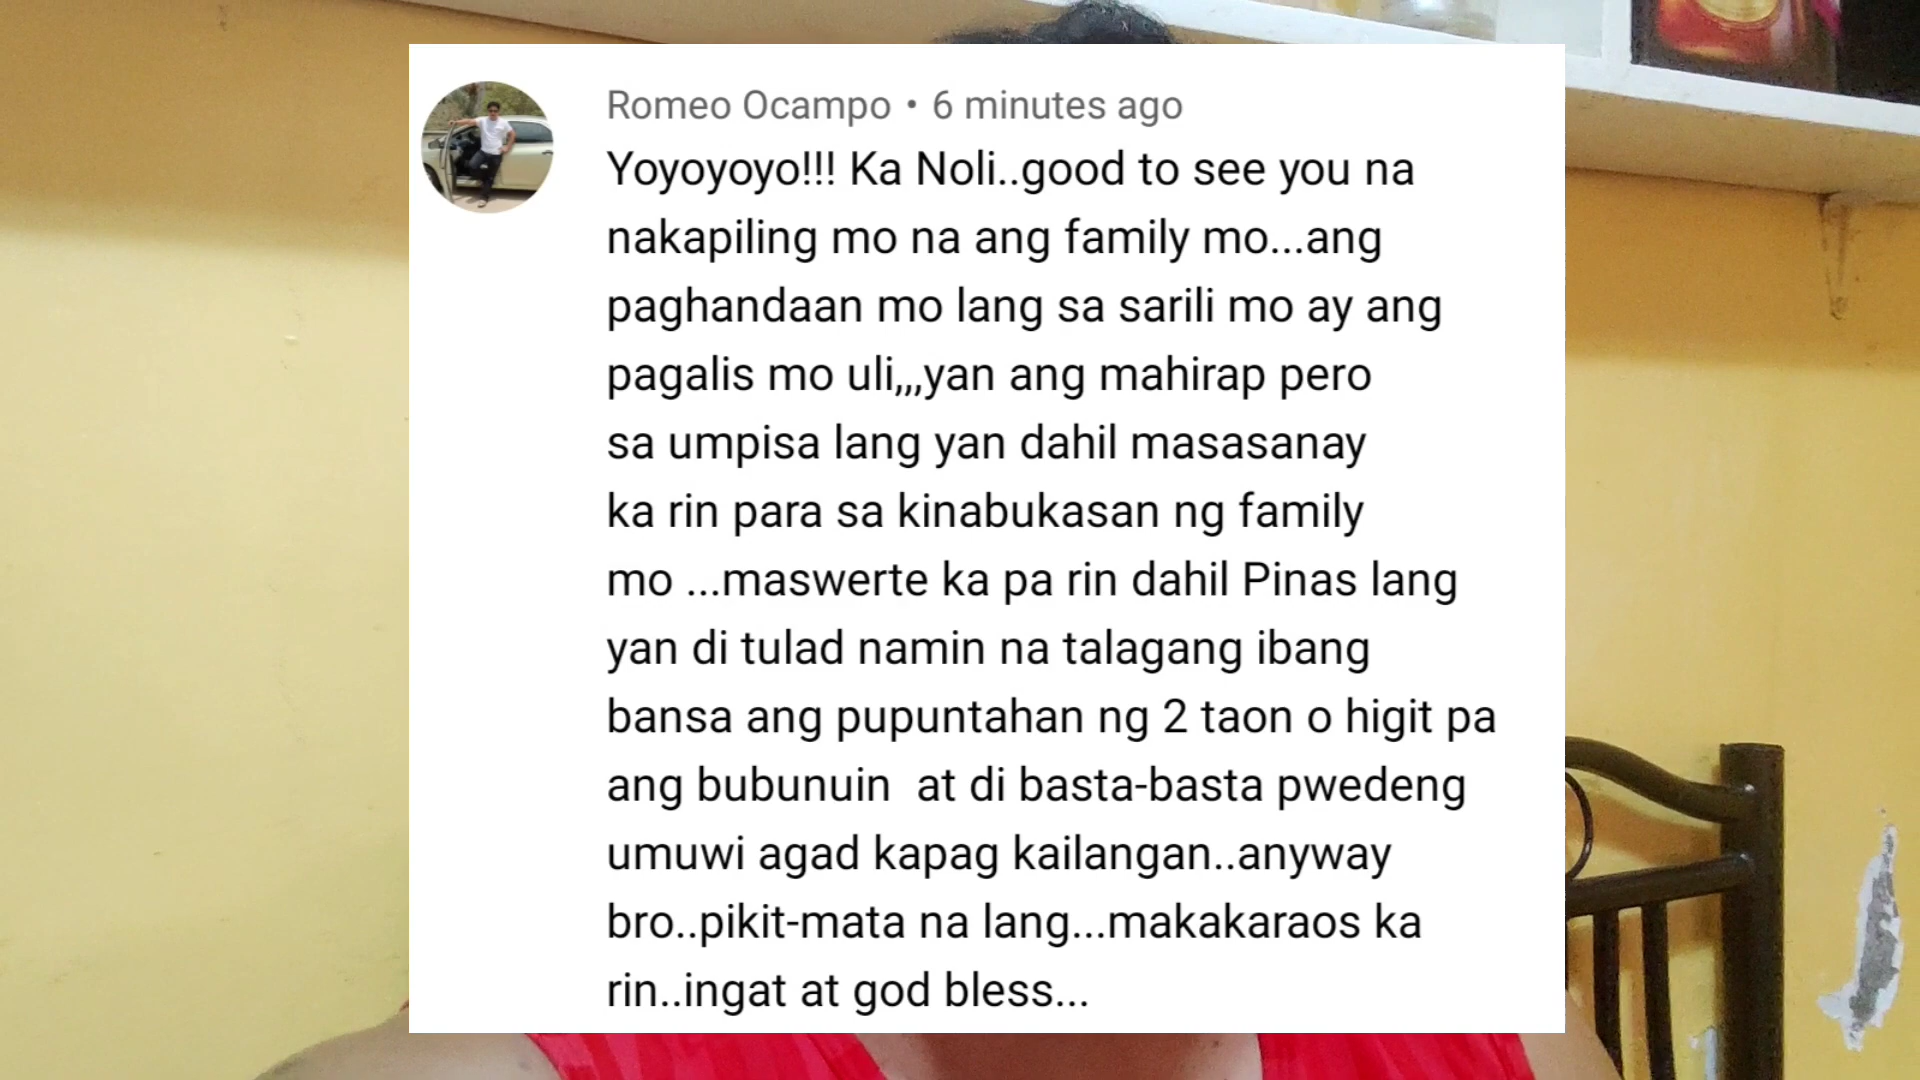 Romeo Ocampo • 6 minutes ago
Yoyoyoyo!!! Ka Noli..good to see you na
nakapiling mo na ang family mo...ang
paghandaan mo lang sa sarili mo ay ang
pagalis mo uli,,,yan ang mahirap pero
sa umpisa lang yan dahil masasanay
ka rin para sa kinabukasan ng family
mo ...maswerte ka pa rin dahil Pinas lang
yan di tulad namin na talagang ibang
bansa ang pupuntahan ng 2 taon o higit pa
ang bubunuin  at di basta-basta pwedeng
umuwi agad kapag kailangan..anyway
bro..pikit-mata na lang...makakaraos ka
rin..ingat at god bless...